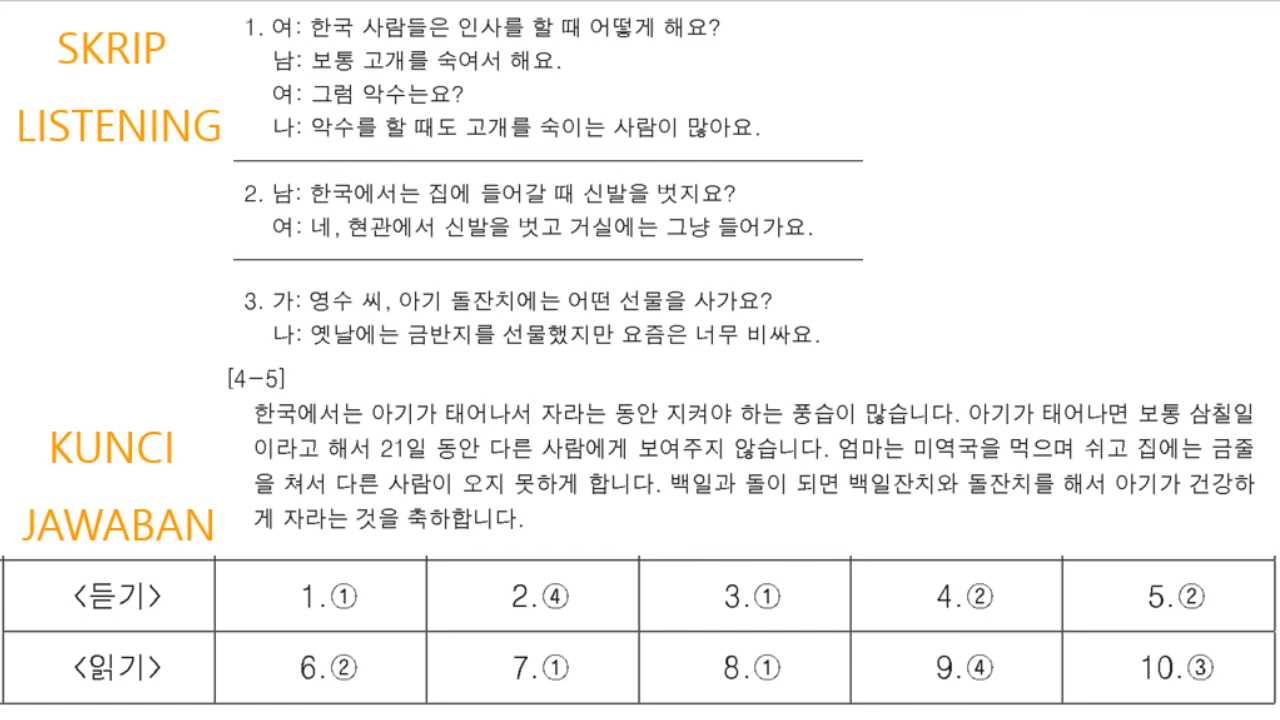 SKRIP
LISTENING
1. 여: 한국 사람들은 인사를 할 때 어떻게 해요?
남: 보통 고개를 숙여서 해요.
여: 그럼 악수는요?
나: 악수를 할 때도 고개를 숙이는 사람이 많아요.
2. 남: 한국에서는 집에 들어갈 때 신발을 벗지요?
여: 네, 현관에서 신발을 벗고 거실에는 그냥 들어가요.
3. 가: 영수 씨, 아기 돌잔치에는 어떤 선물을 사가요?
나: 옛날에는 금반지를 선물했지만 요즘은 너무 비싸요.
[4-5]
한국에서는 아기가 태어나서 자라는 동안 지켜야 하는 풍습이 많습니다. 아기가 태어나면 보통 삼칠일
이라고 해서 21일 동안 다른 사람에게 보여주지 않습니다. 엄마는 미역국을 먹으며 쉬고 집에는 금줄
을 쳐서 다른 사람이 오지 못하게 합니다. 백일과 돌이 되면 백일잔치와 돌잔치를 해서 아기가 건강하
게 자라는 것을 축하합니다.
KUNCI
JAWABAN
<듣기> 1.① 2.④ 3.① 4.② 5.②
<읽기> 6.② 7.① 8.① 9.④ 10.③